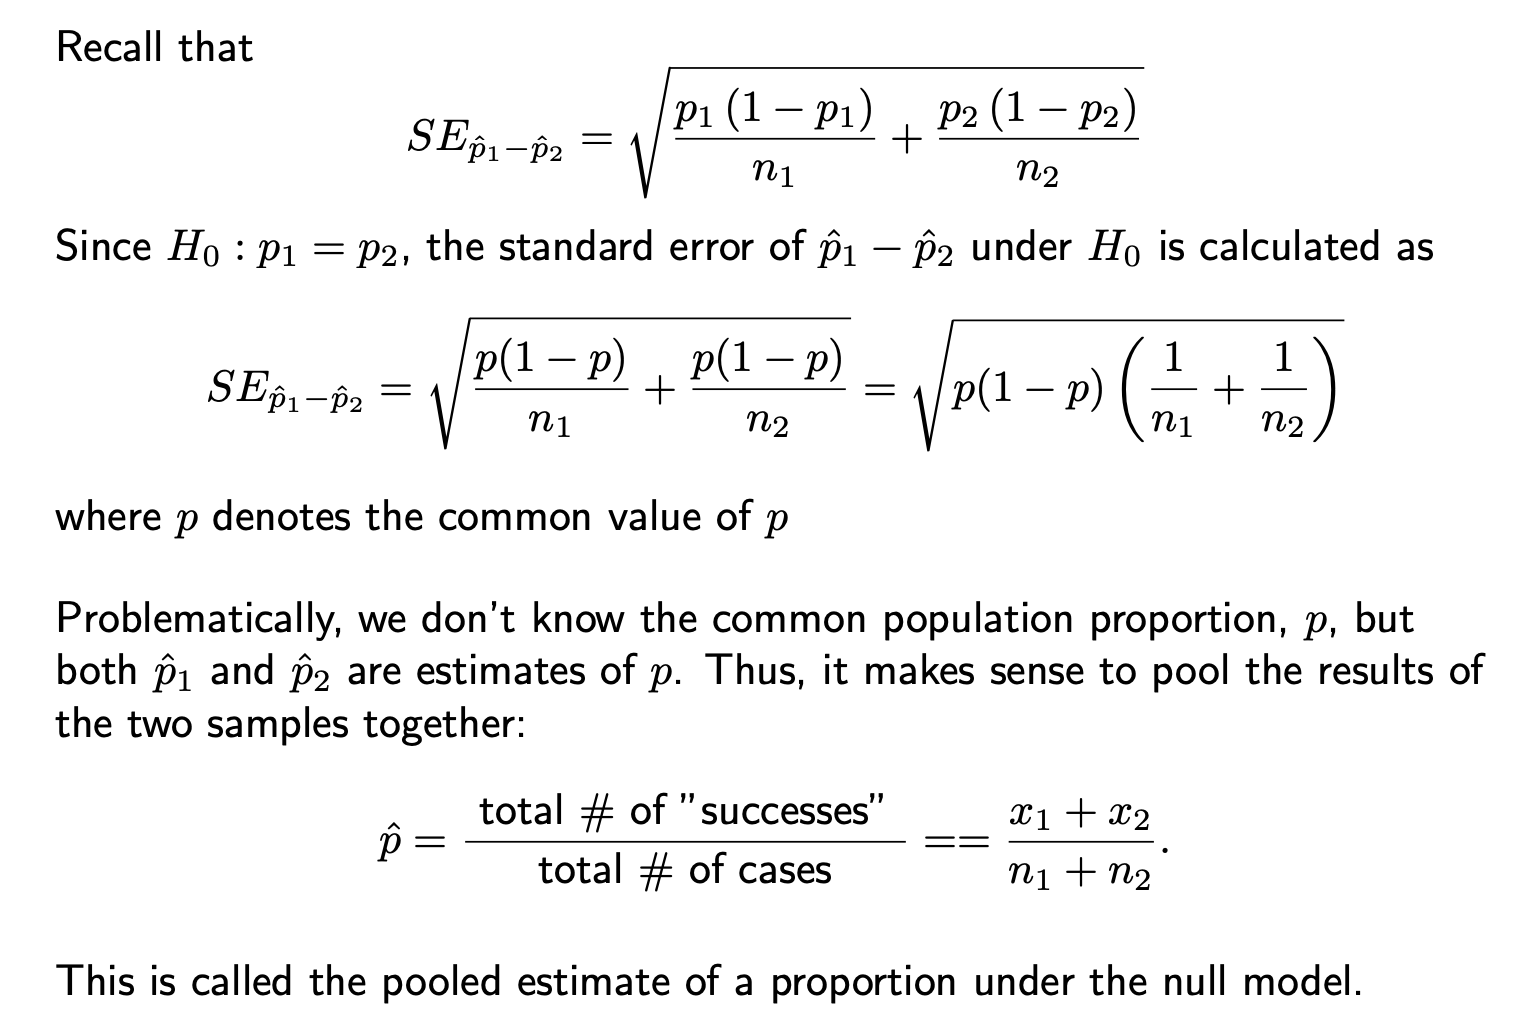 Recall that
$SE_{\hat{p}_1-\hat{p}_2} = \sqrt{\frac{p_1(1-p_1)}{n_1} + \frac{p_2(1-p_2)}{n_2}}$
Since $H_0 : p_1 = p_2$, the standard error of $\hat{p}_1 - \hat{p}_2$ under $H_0$ is calculated as
$SE_{\hat{p}_1-\hat{p}_2} = \sqrt{\frac{p(1-p)}{n_1} + \frac{p(1-p)}{n_2}} = \sqrt{p(1-p)\left(\frac{1}{n_1} + \frac{1}{n_2}\right)}$
where $p$ denotes the common value of $p$
Problematically, we don't know the common population proportion, $p$, but
both $\hat{p}_1$ and $\hat{p}_2$ are estimates of $p$. Thus, it makes sense to pool the results of
the two samples together:
$\hat{p} = \frac{\text{total \# of "successes"}}{\text{total \# of cases}} == \frac{x_1 + x_2}{n_1 + n_2}.$
This is called the pooled estimate of a proportion under the null model.